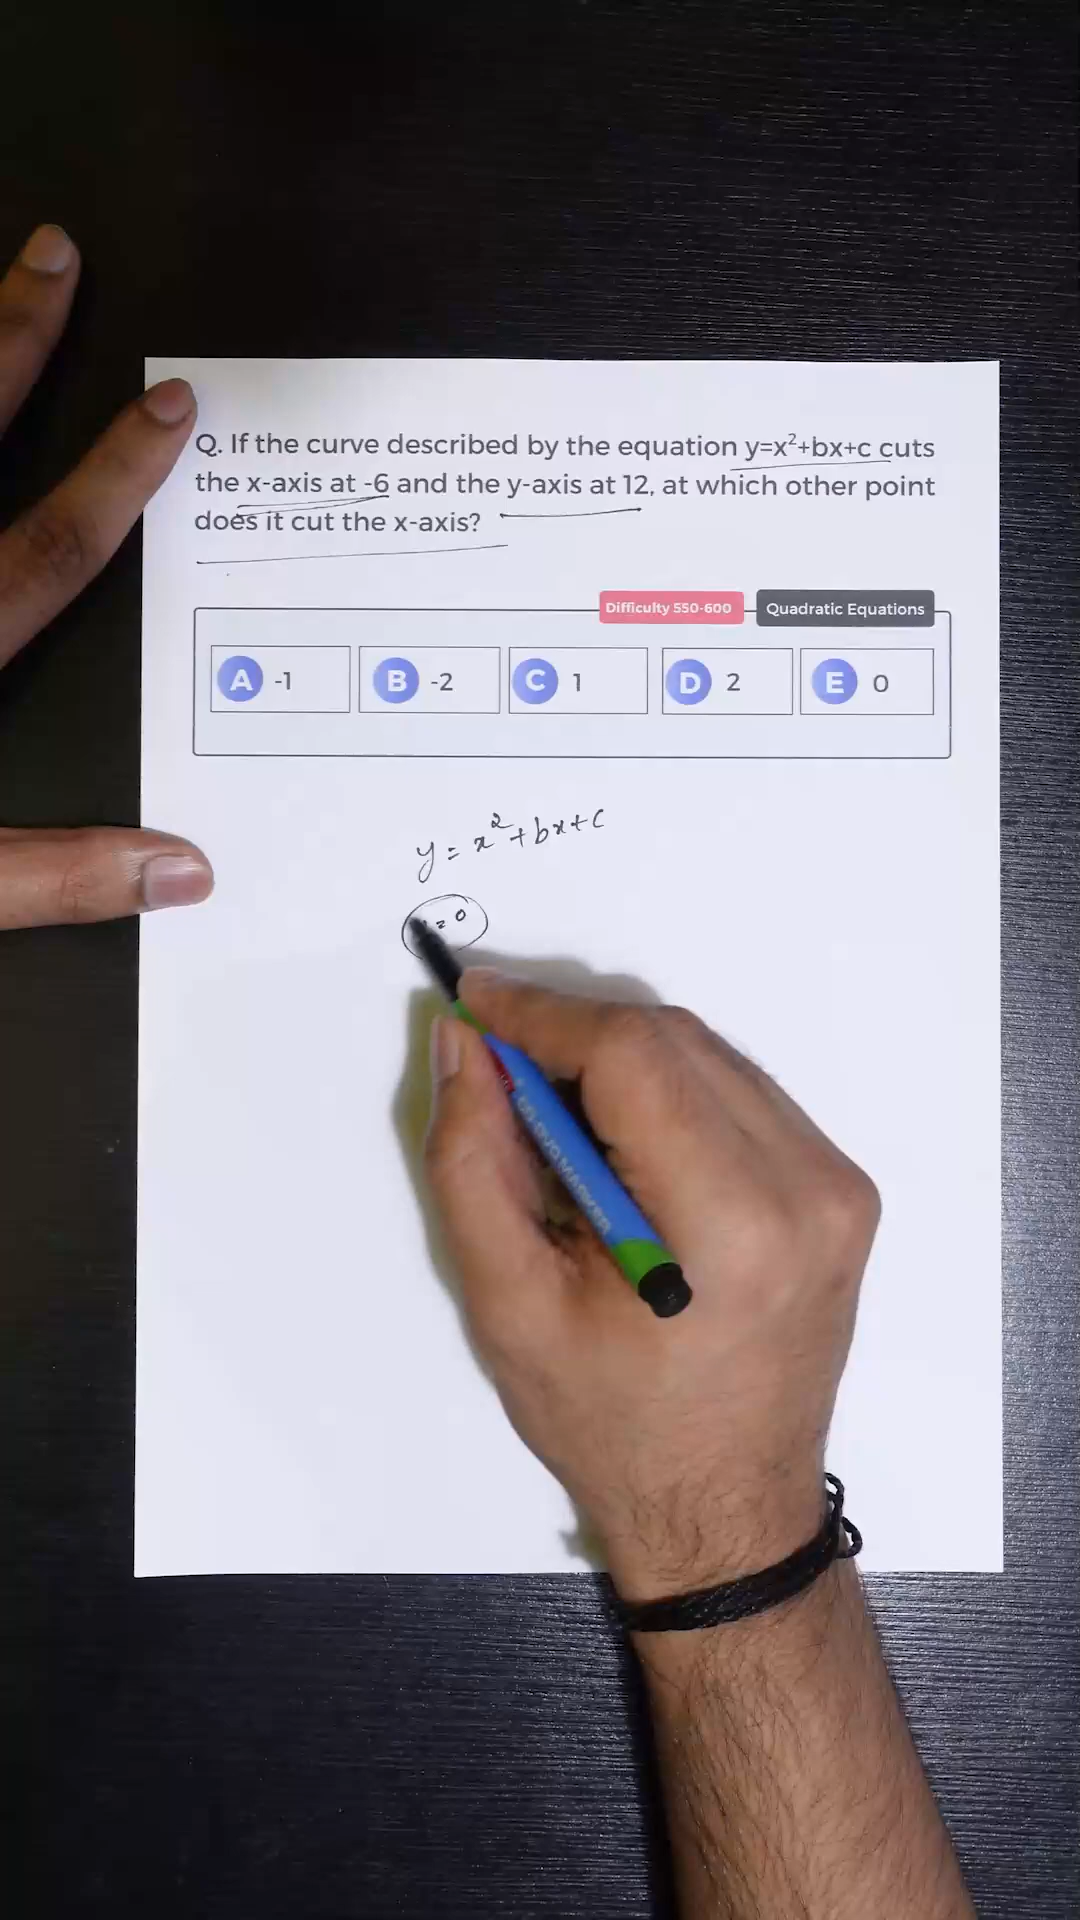 Q. If the curve described by the equation y=x²+bx+c cuts
the x-axis at -6 and the y-axis at 12, at which other point
does it cut the x-axis?
Difficulty 550-600 Quadratic Equations
A -1 B -2 C 1 D 2 E 0
y = x² + bx + c
= 0
MARKER